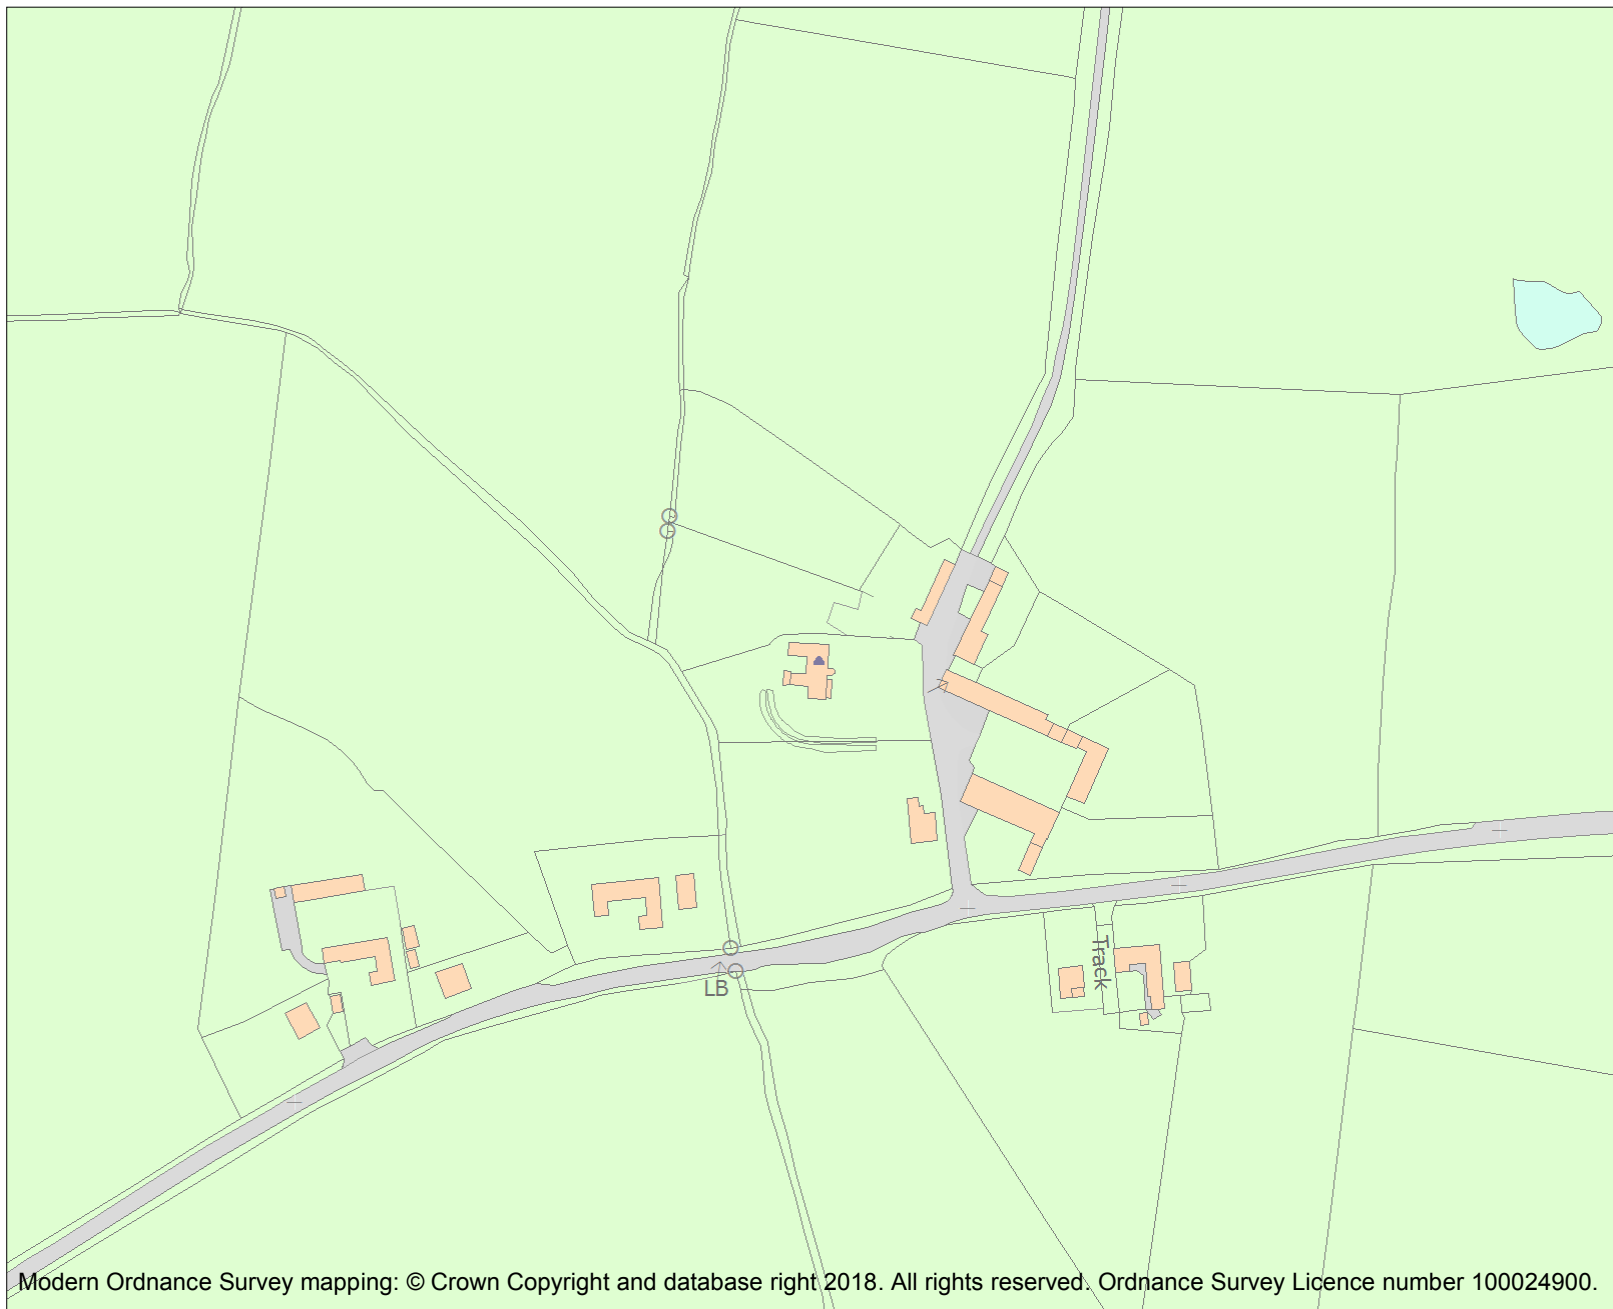 Track
LB
Modern Ordnance Survey mapping: © Crown Copyright and database right 2018. All rights reserved. Ordnance Survey Licence number 100024900.